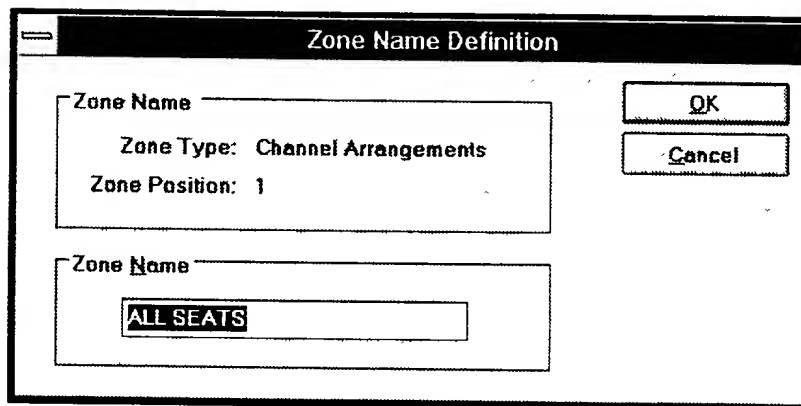 Zone Name Definition
Zone Name
Zone Type: Channel Arrangements
Zone Position: 1
OK
Cancel
Zone Name
ALL SEATS